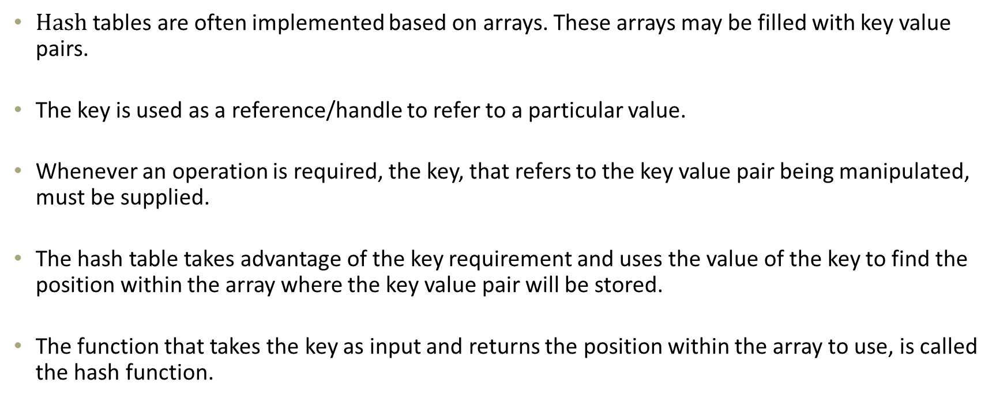 • Hash tables are often implemented based on arrays. These arrays may be filled with key value
pairs.
• The key is used as a reference/handle to refer to a particular value.
• Whenever an operation is required, the key, that refers to the key value pair being manipulated,
must be supplied.
• The hash table takes advantage of the key requirement and uses the value of the key to find the
position within the array where the key value pair will be stored.
• The function that takes the key as input and returns the position within the array to use, is called
the hash function.